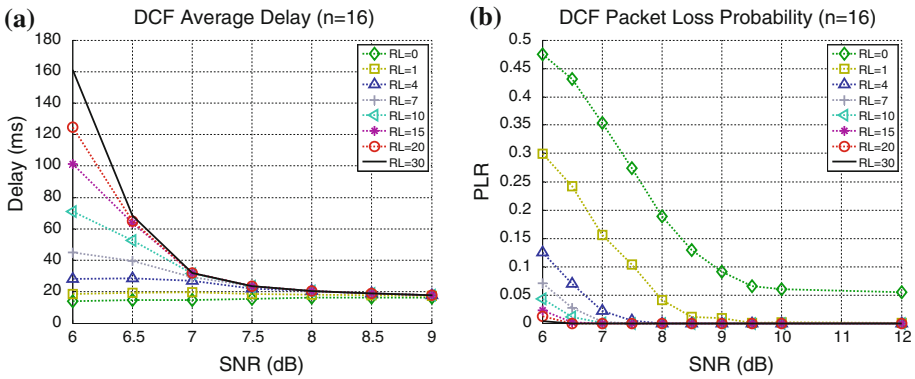 (a)
DCF Average Delay (n=16)
180
160
140
120
100
80
60
40
20
0
Delay (ms)
6
6.5
7
7.5
8
8.5
9
SNR (dB)
RL=0
RL=1
RL=4
RL=7
RL=10
RL=15
RL=20
RL=30
(b)
DCF Packet Loss Probability (n=16)
0.5
0.45
0.4
0.35
0.3
0.25
0.2
0.15
0.1
0.05
0
PLR
6
7
8
9
10
11
12
SNR (dB)
RL=0
RL=1
RL=4
RL=7
RL=10
RL=15
RL=20
RL=30